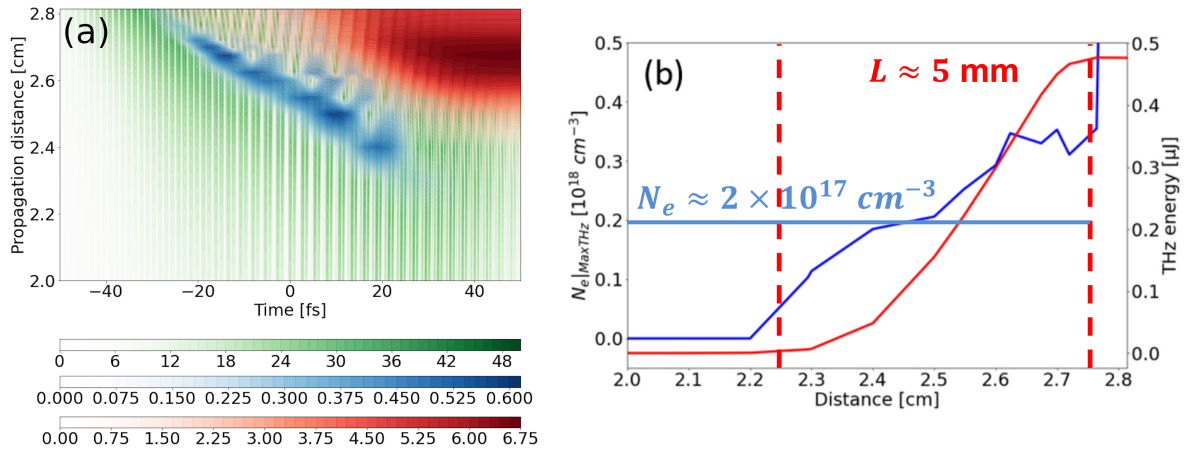 (a)
Propagation distance [cm]
2.8
2.6
2.4
2.2
2.0
−40 −20 0 20 40
Time [fs]
0 6 12 18 24 30 36 42 48
0.000 0.075 0.150 0.225 0.300 0.375 0.450 0.525 0.600
0.00 0.75 1.50 2.25 3.00 3.75 4.50 5.25 6.00 6.75
(b)
L ≈ 5 mm
N_e ≈ 2 × 10^17 cm^−3
N_e|_MaxTHz [10^18 cm^−3]
0.5
0.4
0.3
0.2
0.1
0.0
2.0 2.1 2.2 2.3 2.4 2.5 2.6 2.7 2.8
Distance [cm]
0.5
0.4
0.3
0.2
0.1
0.0
THz energy [μJ]